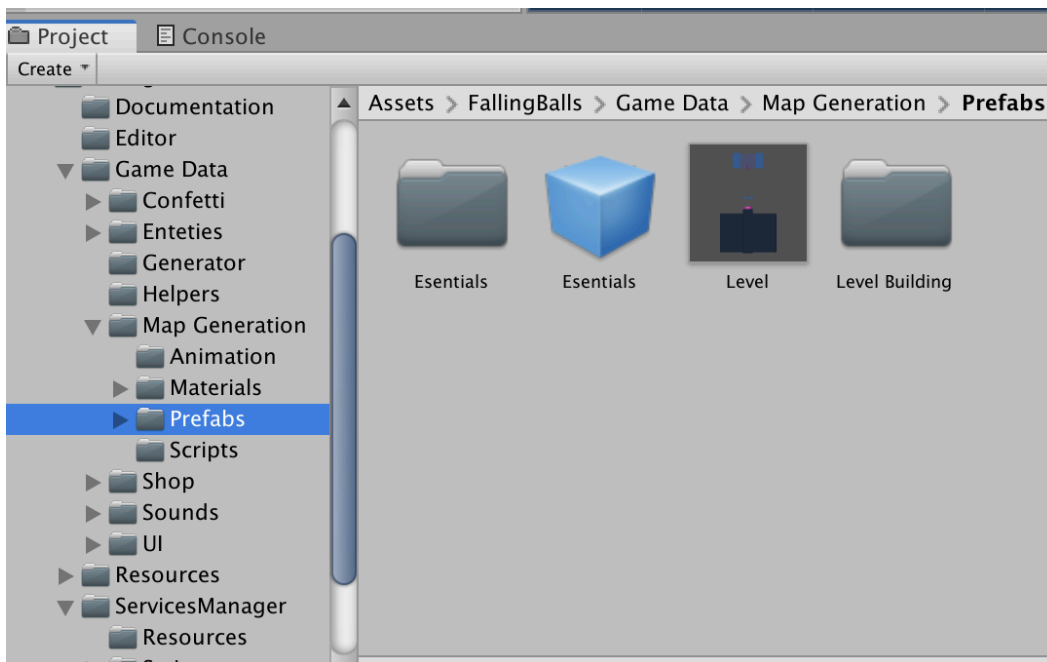 Project
Console
Create
Assets > FallingBalls > Game Data > Map Generation > Prefabs
Documentation
Editor
Game Data
Confetti
Enteties
Generator
Helpers
Map Generation
Animation
Materials
Prefabs
Scripts
Shop
Sounds
UI
Resources
ServicesManager
Resources
Esentials
Esentials
Level
Level Building